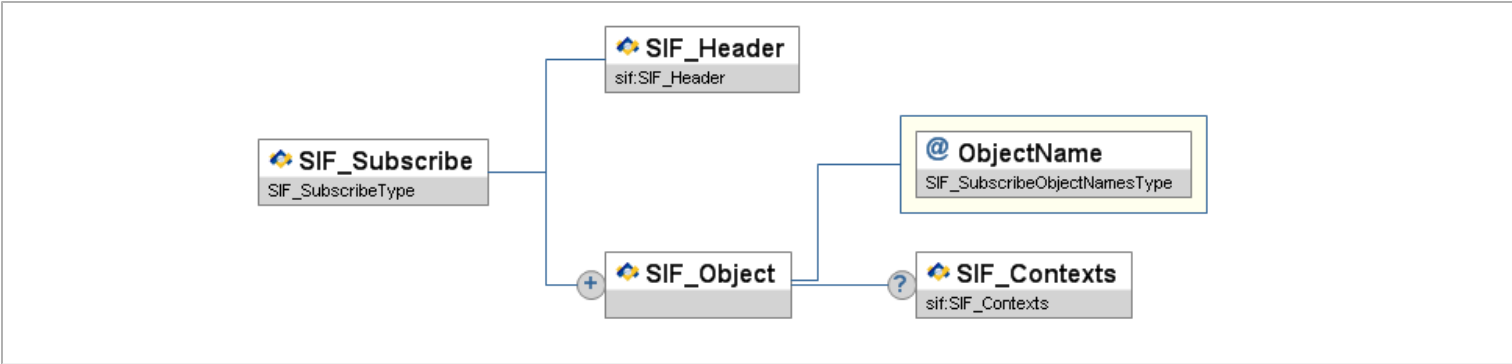 SIF_Header
sif:SIF_Header
SIF_Subscribe
SIF_SubscribeType
@ ObjectName
SIF_SubscribeObjectNamesType
+ SIF_Object
? SIF_Contexts
sif:SIF_Contexts